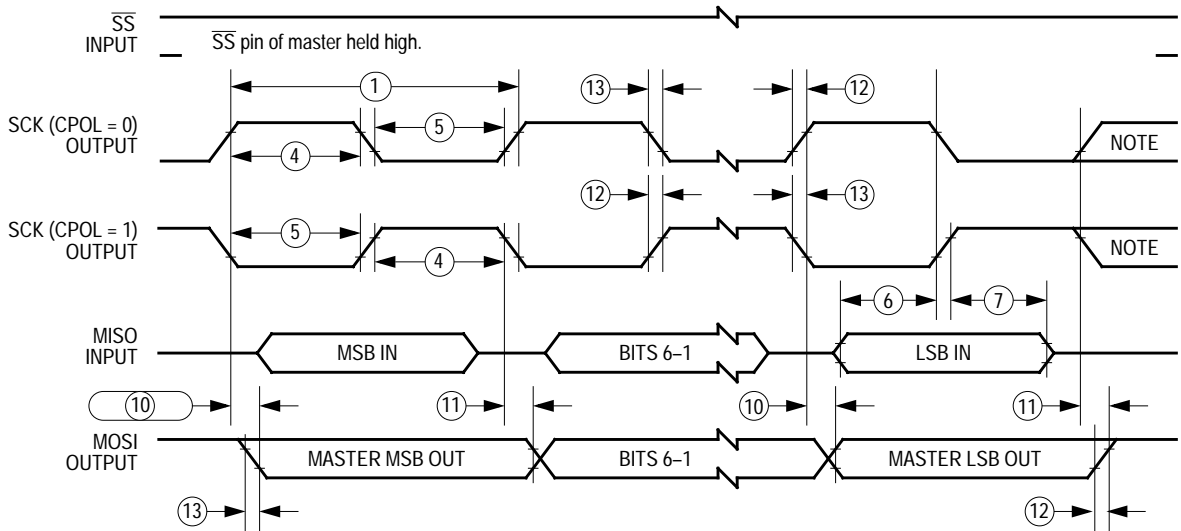 SS
INPUT
SS pin of master held high.
1
13
12
SCK (CPOL = 0)
OUTPUT
5
4
NOTE
12
13
SCK (CPOL = 1)
OUTPUT
5
4
NOTE
6
7
MISO
INPUT
MSB IN
BITS 6–1
LSB IN
10
11
10
11
MOSI
OUTPUT
MASTER MSB OUT
BITS 6–1
MASTER LSB OUT
13
12